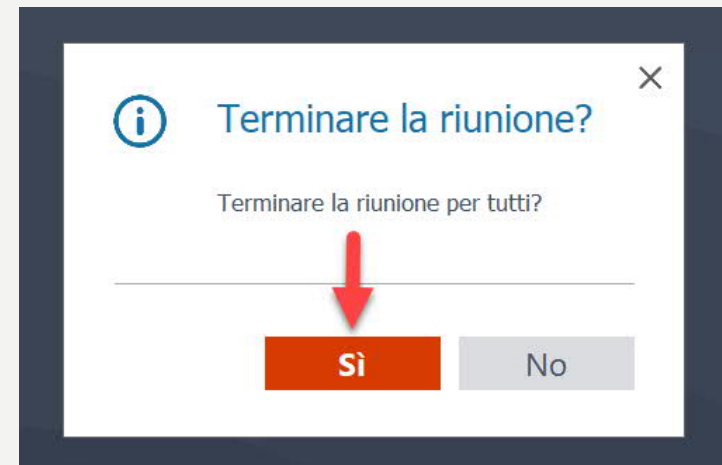 Terminare la riunione?
Terminare la riunione per tutti?
Sì
No